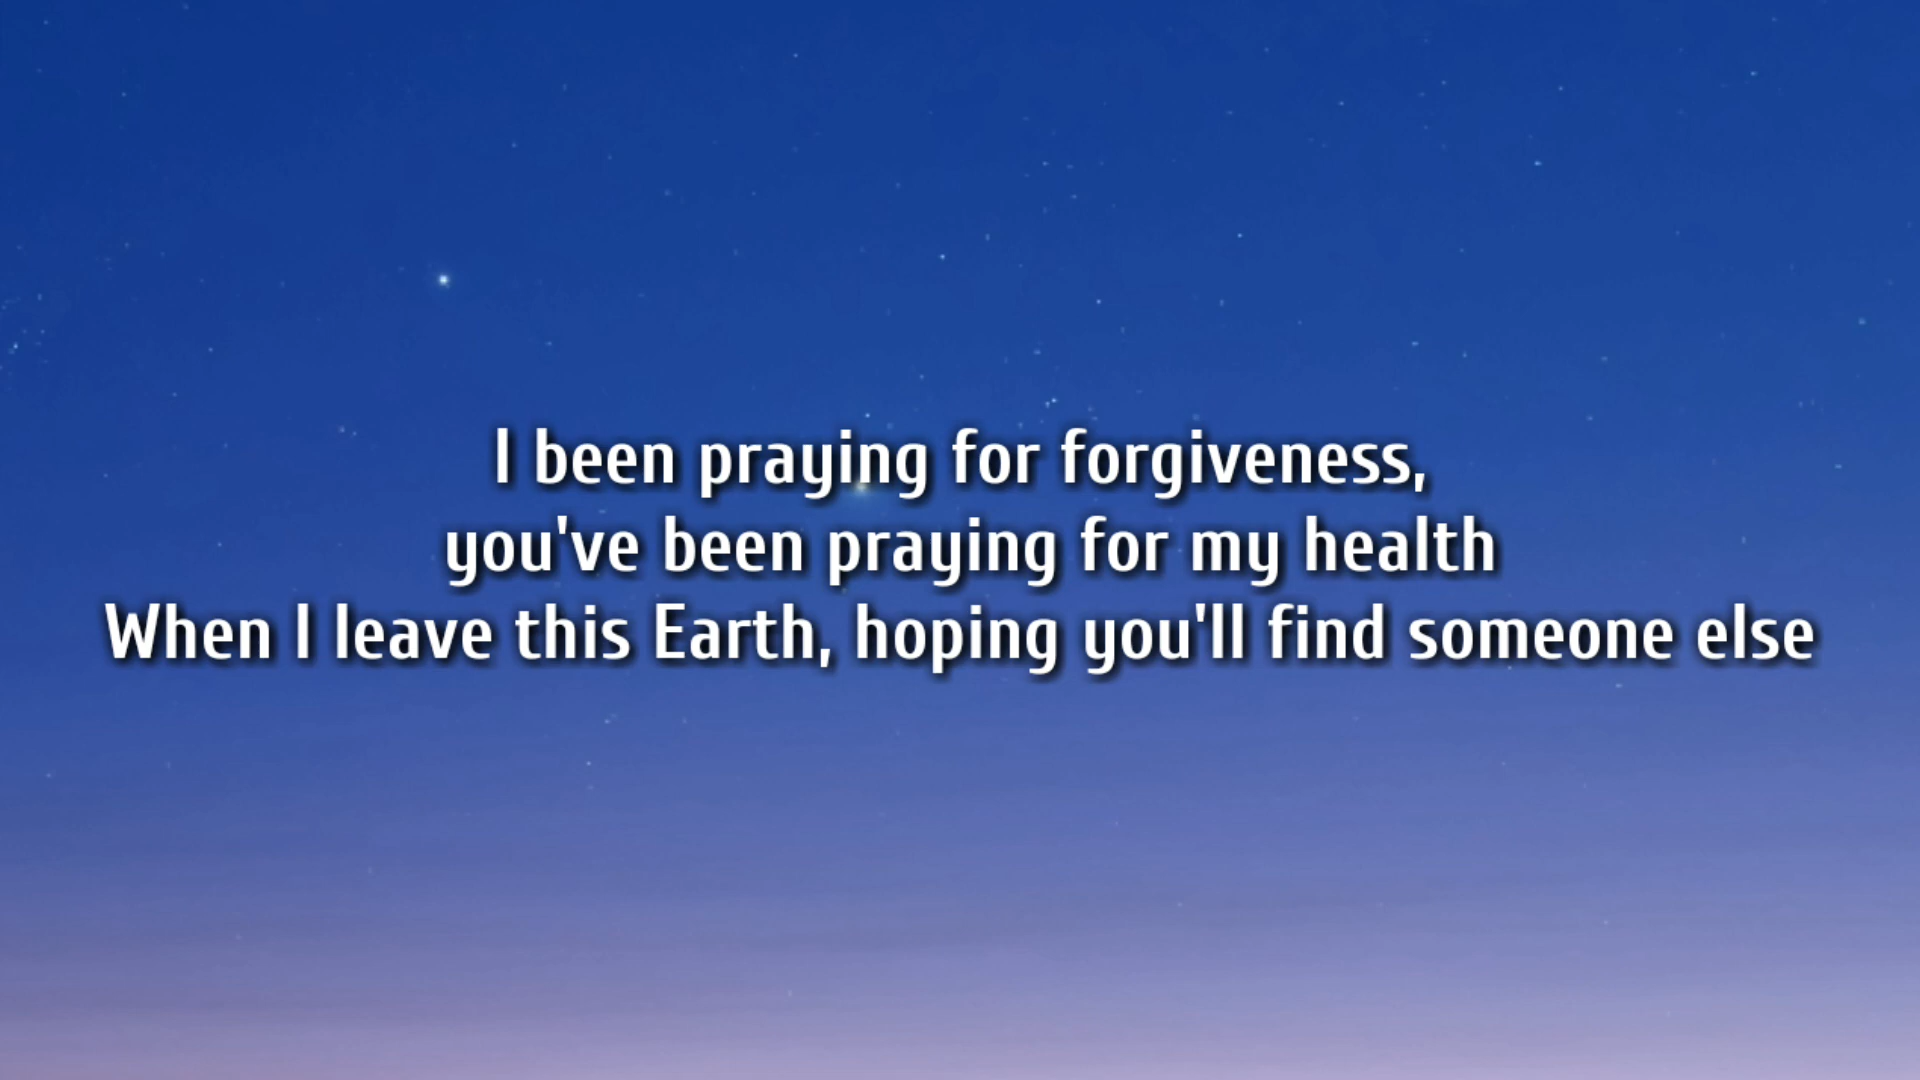 I been praying for forgiveness,
you've been praying for my health
When I leave this Earth, hoping you'll find someone else